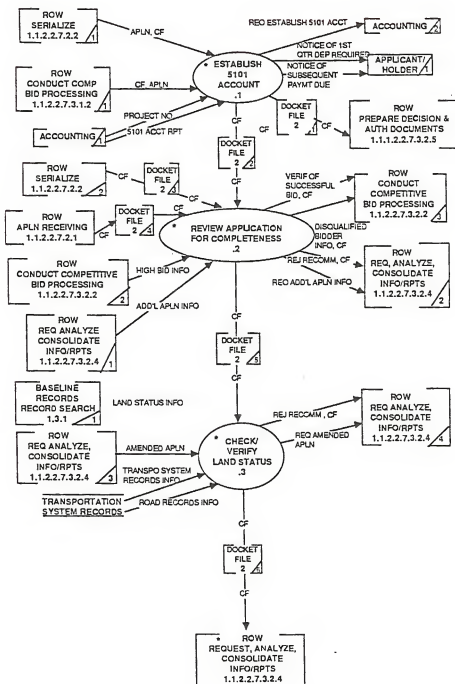 ROW
SERIALIZE
1.1.2.2.7.2.2
1
APLN, CF
REQ ESTABLISH 5101 ACCT
ACCOUNTING
2
* ESTABLISH
5101
ACCOUNT
.1
NOTICE OF 1ST
QTR DEP REQUIRED
NOTICE OF
SUBSEQUENT
PAYMT DUE
APPLICANT/
HOLDER
1
ROW
CONDUCT COMP
BID PROCESSING
1.1.2.2.7.3.1.2
1
CF, APLN
PROJECT NO.
5101 ACCT RPT
ACCOUNTING
1
CF
DOCKET
FILE
2
1
CF
ROW
PREPARE DECISION &
AUTH DOCUMENTS
1.1.1.2.2.7.3.2.5
CF
DOCKET
FILE
2
2
CF
ROW
SERIALIZE
1.1.2.2.7.2.2
2
CF
DOCKET
FILE
2
3
CF
VERIF OF
SUCCESSFUL
BID, CF
ROW
CONDUCT
COMPETITIVE
BID PROCESSING
1.1.2.2.7.3.2.2
3
ROW
APLN RECEIVING
1.1.2.2.7.2.1
CF
DOCKET
FILE
2
4
CF
* REVIEW APPLICATION
FOR COMPLETENESS
.2
DISQUALIFIED
BIDDER
INFO, CF
REJ RECOMM, CF
REQ ADD'L APLN INFO
ROW
REQ, ANALYZE,
CONSOLIDATE
INFO/RPTS
1.1.2.2.7.3.2.4
2
ROW
CONDUCT COMPETITIVE
BID PROCESSING
1.1.2.2.7.3.2.2
2
HIGH BID INFO
ADD'L APLN INFO
ROW
REQ ANALYZE
CONSOLIDATE
INFO/RPTS
1.1.2.2.7.3.2.4
1
CF
DOCKET
FILE
2
5
CF
BASELINE
RECORDS
RECORD SEARCH
1.3.1
1
LAND STATUS INFO
REJ RECOMM, CF
REQ AMENDED
APLN
ROW
REQ ANALYZE,
CONSOLIDATE
INFO/RPTS
1.1.2.2.7.3.2.4
4
ROW
REQ ANALYZE,
CONSOLIDATE
INFO/RPTS
1.1.2.2.7.3.2.4
3
AMENDED APLN
* CHECK/
VERIFY
LAND STATUS
.3
TRANSPO SYSTEM
RECORDS INFO
TRANSPORTATION
SYSTEM RECORDS
ROAD RECORDS INFO
CF
DOCKET
FILE
2
CF
* ROW
REQUEST, ANALYZE,
CONSOLIDATE
INFO/RPTS
1.1.2.2.7.3.2.4